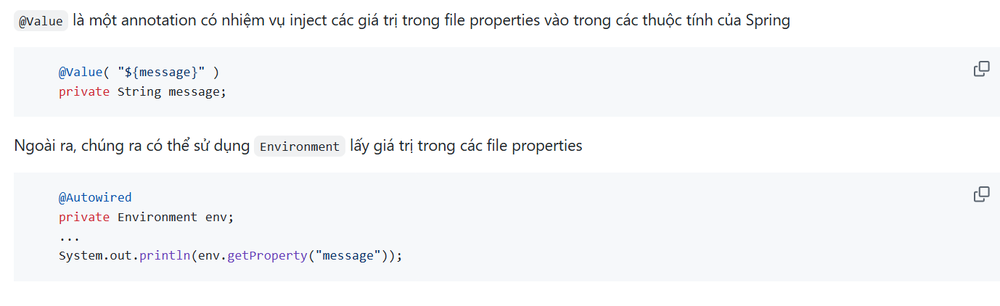 @Value là một annotation có nhiệm vụ inject các giá trị trong file properties vào trong các thuộc tính của Spring
@Value( "${message}" )
private String message;
Ngoài ra, chúng ra có thể sử dụng Environment lấy giá trị trong các file properties
@Autowired
private Environment env;
...
System.out.println(env.getProperty("message"));